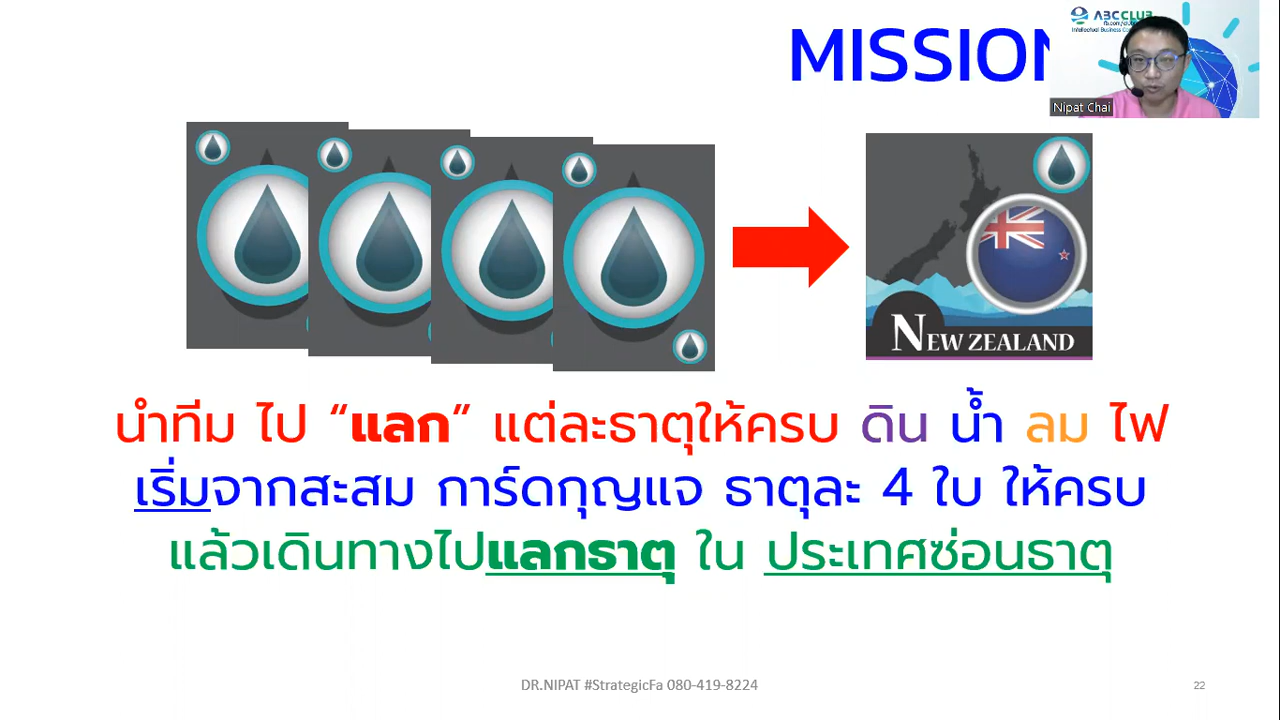 MISSION
ABCCLUB
Nipat Chai
NEW ZEALAND
นำทีม ไป “แลก” แต่ละธาตุให้ครบ ดิน น้ำ ลม ไฟ
เริ่มจากสะสม การ์ดกุญแจ ธาตุละ 4 ใบ ให้ครบ
แล้วเดินทางไปแลกธาตุ ใน ประเทศซ่อนธาตุ
DR.NIPAT #StrategicFa 080-419-8224
22